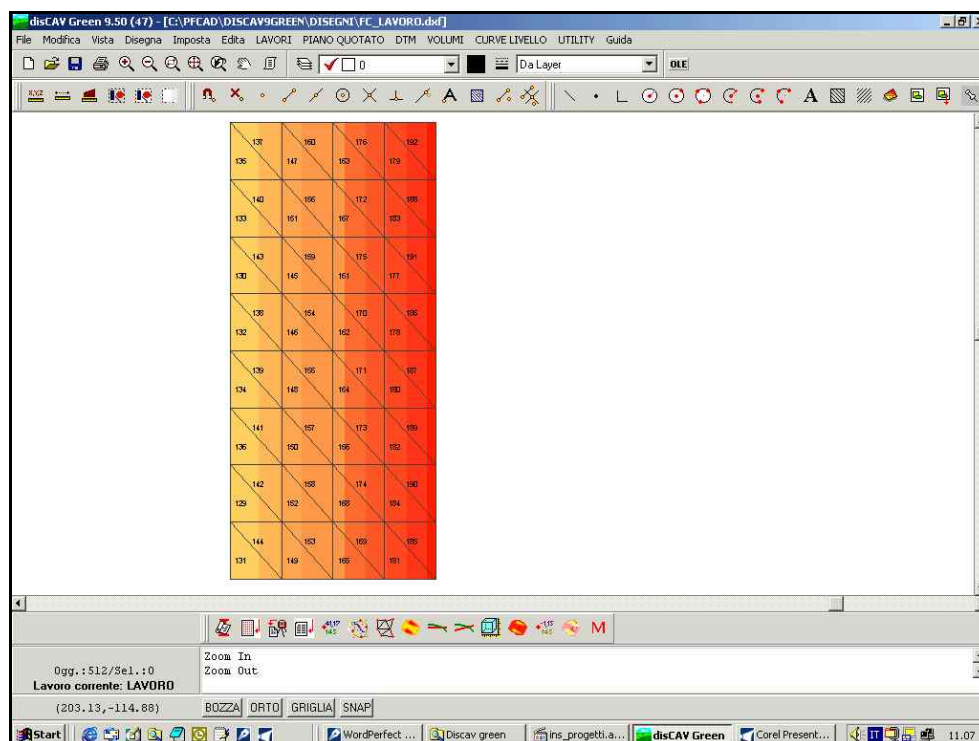 disCAV Green 9.50 (47) - [C:\PFCAD\DISCAV9GREEN\DISEGNI\FC_LAVORO.dxf]
File Modifica Vista Disegna Imposta Edita LAVORI PIANO QUOTATO DTM VOLUMI CURVE LIVELLO UTILITY Guida
0 Da Layer OLE
X,Y,Z A A
137 160 176 192
147 163 179
140 156 172 188
133 151 167 183
143 159 175 191
130 145 161 177
138 154 170 186
132 146 162 178
139 155 171 187
134 148 164 180
141 157 173 189
150 166 182
142 158 174 190
129 152 168 184
144 153 169 185
131 149 165 181
M
Zoom In
Ogg.:512/Sel.:0 Zoom Out
Lavoro corrente: LAVORO
(203.13,-114.88) BOZZA ORTO GRIGLIA SNAP
Start WordPerfect ... Discav green ins_progetti.a... disCAV Green Corel Present... IT 11.07